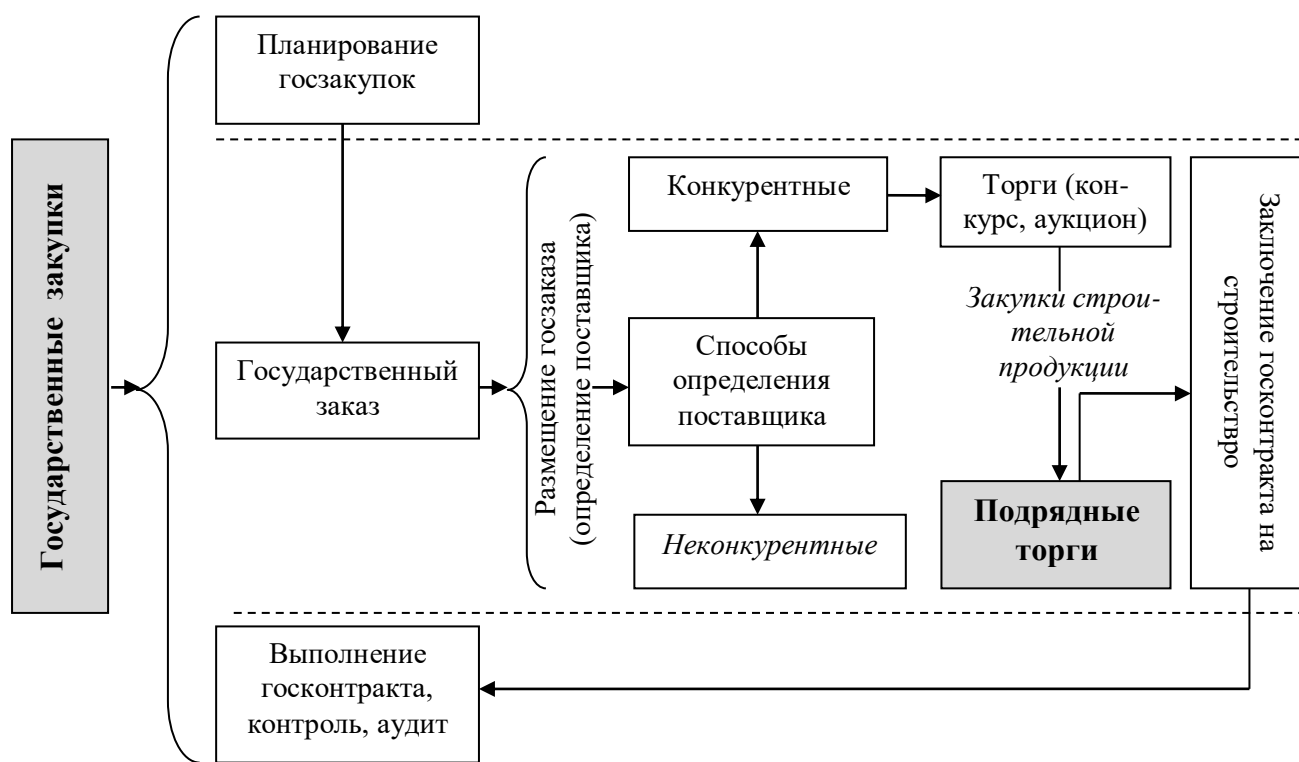 Государственные закупки
Планирование
госзакупок
Государственный
заказ
Размещение госзаказа
(определение поставщика)
Конкурентные
Способы
определения
поставщика
Неконкурентные
Торги (кон-
курс, аукцион)
Закупки строи-
тельной
продукции
Подрядные
торги
Заключение госконтракта на
строительствро
Выполнение
госконтракта,
контроль, аудит